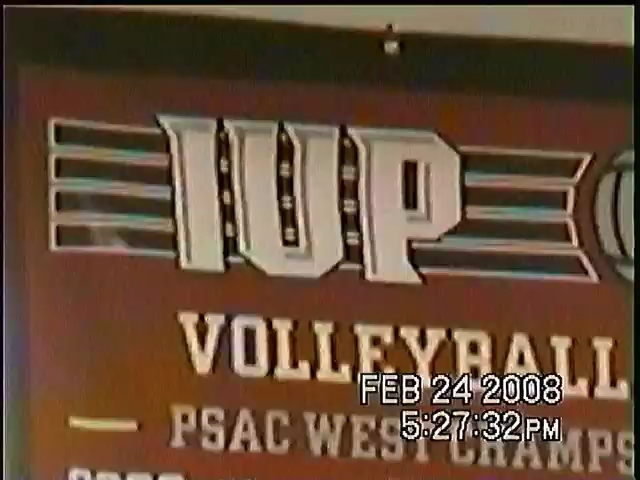 IUP
VOLLEYBALL
FEB 24 2008
5:27:32PM
PSAC WEST CHAMPS